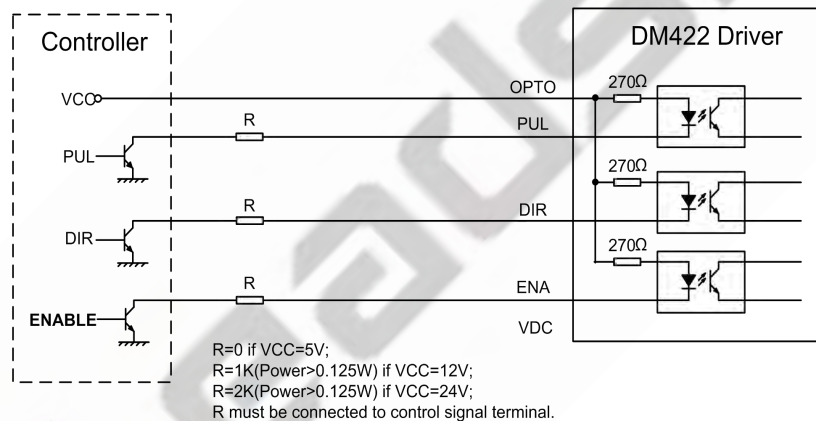 Controller
DM422 Driver
VCC
OPTO
270Ω
PUL
R
PUL
270Ω
DIR
R
DIR
270Ω
ENABLE
R
ENA
VDC
R=0 if VCC=5V;
R=1K(Power>0.125W) if VCC=12V;
R=2K(Power>0.125W) if VCC=24V;
R must be connected to control signal terminal.